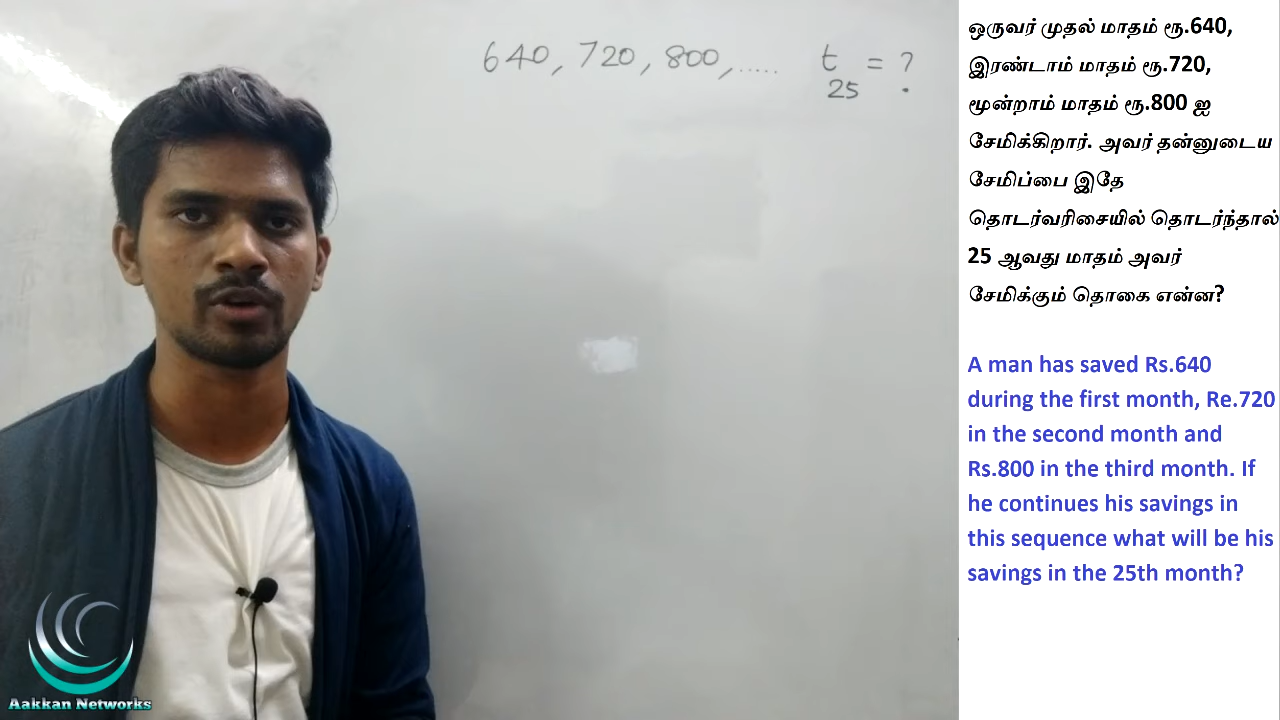 640, 720, 800, ..... t₂₅ = ?
ஒருவர் முதல் மாதம் ரூ.640,
இரண்டாம் மாதம் ரூ.720,
மூன்றாம் மாதம் ரூ.800 ஐ
சேமிக்கிறார். அவர் தன்னுடைய
சேமிப்பை இதே
தொடர்வரிசையில் தொடர்ந்தால்
25 ஆவது மாதம் அவர்
சேமிக்கும் தொகை என்ன?
A man has saved Rs.640
during the first month, Re.720
in the second month and
Rs.800 in the third month. If
he continues his savings in
this sequence what will be his
savings in the 25th month?
Aakkan Networks